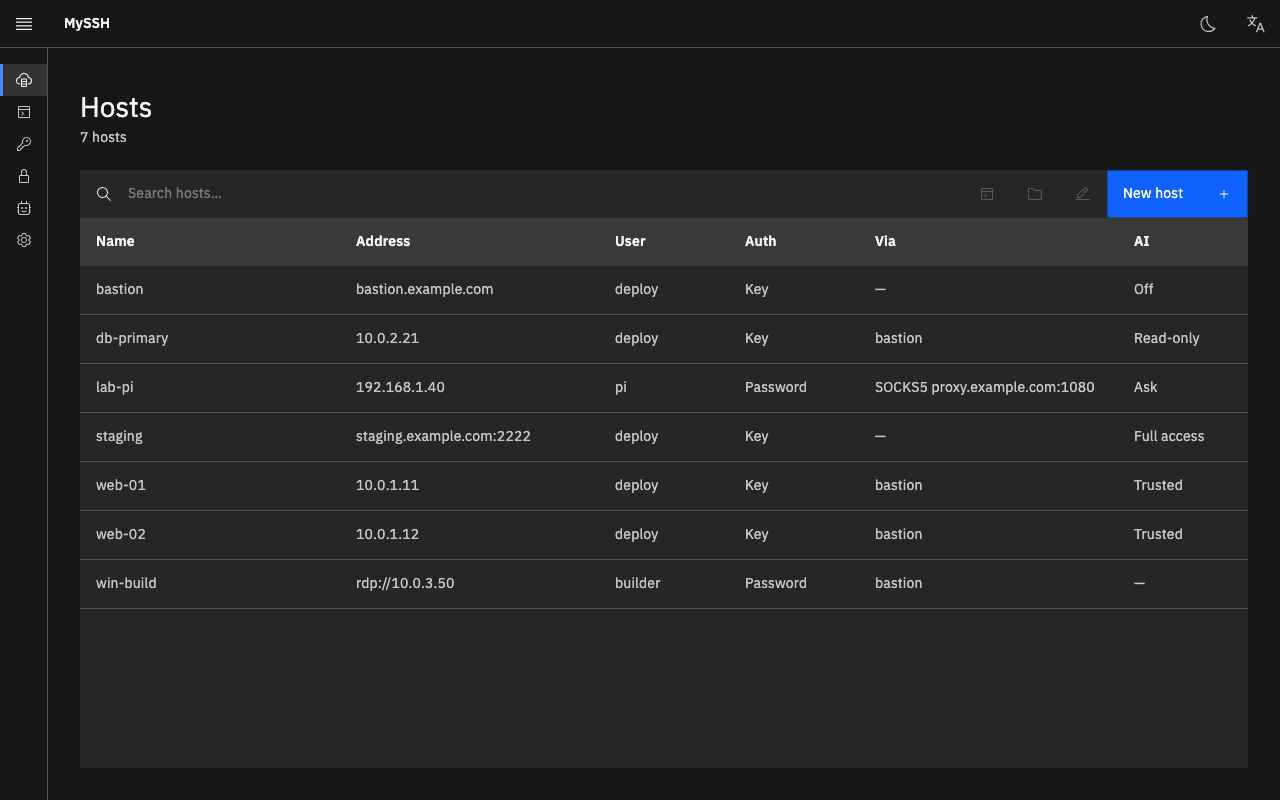 MySSH
Hosts
7 hosts
Search hosts...
New host
Name Address User Auth Via AI
bastion bastion.example.com deploy Key — Off
db-primary 10.0.2.21 deploy Key bastion Read-only
lab-pi 192.168.1.40 pi Password SOCKS5 proxy.example.com:1080 Ask
staging staging.example.com:2222 deploy Key — Full access
web-01 10.0.1.11 deploy Key bastion Trusted
web-02 10.0.1.12 deploy Key bastion Trusted
win-build rdp://10.0.3.50 builder Password bastion —